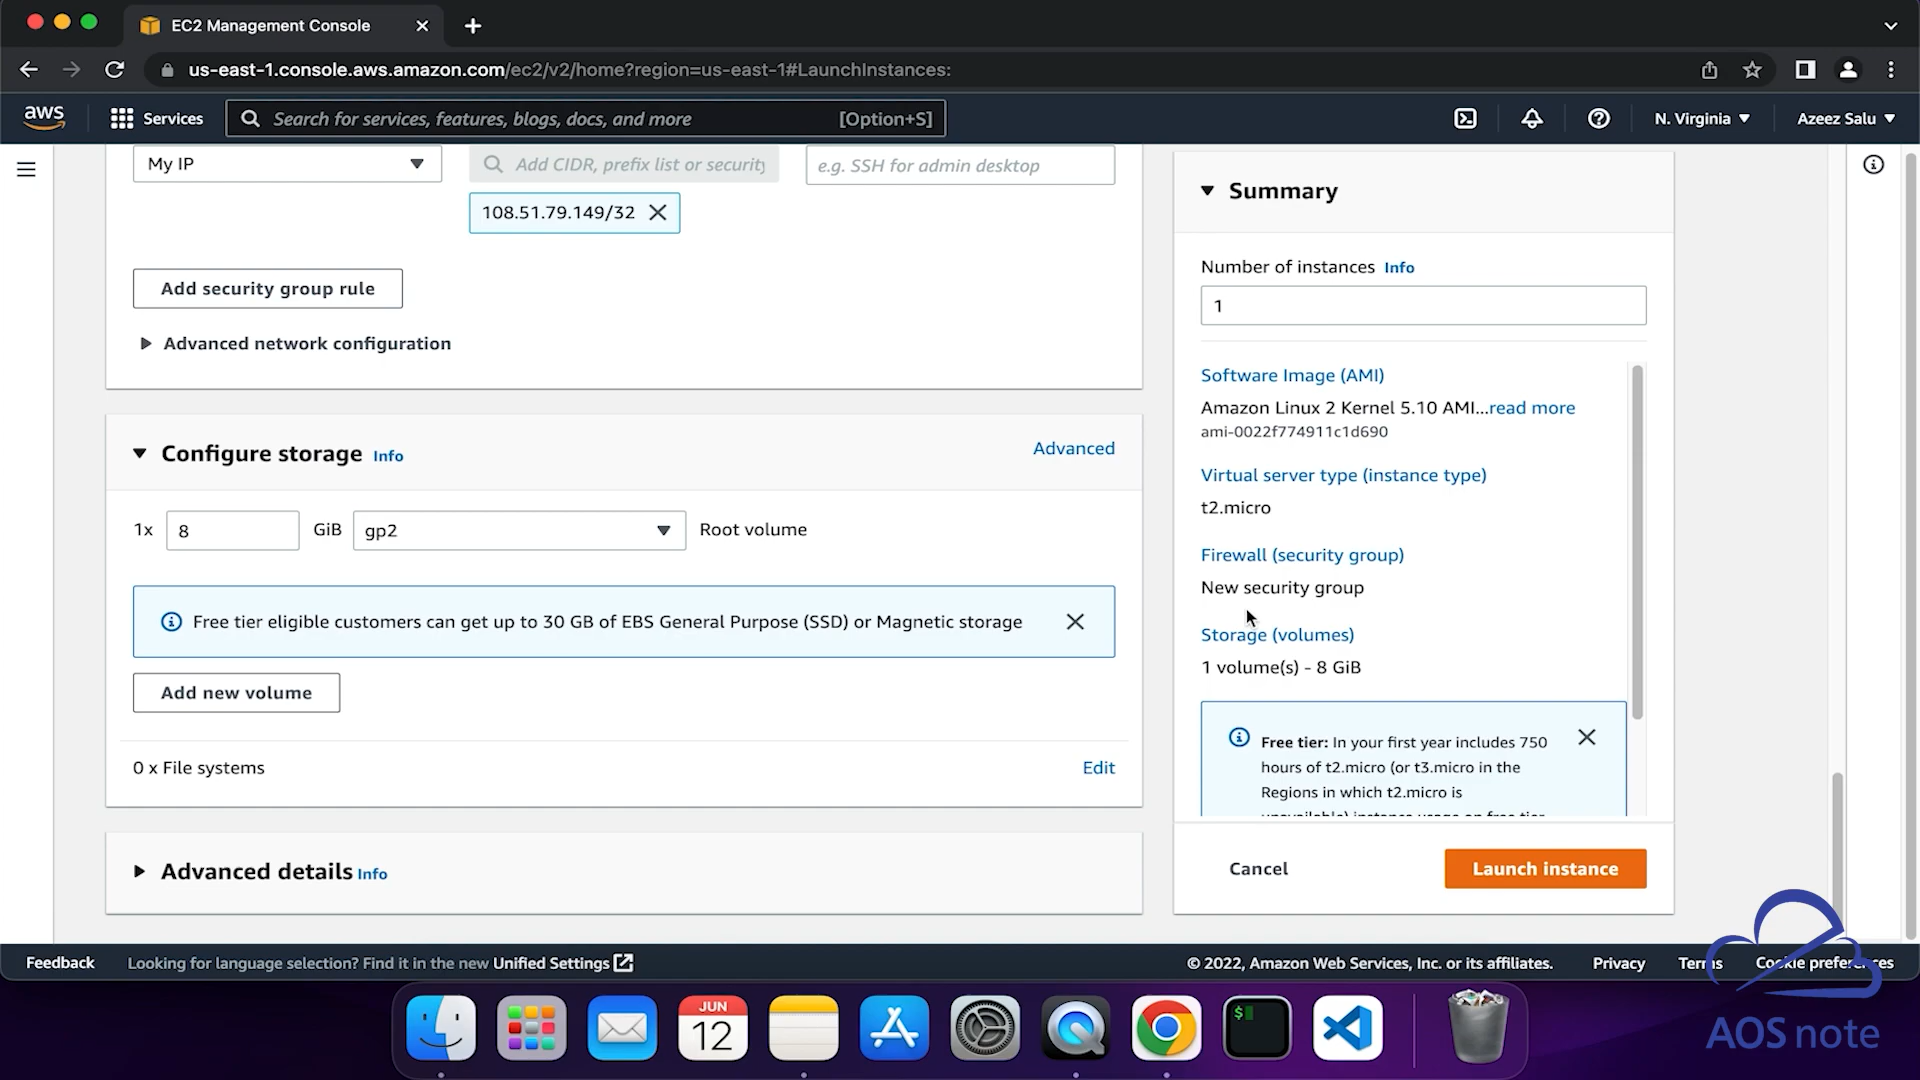 EC2 Management Console
us-east-1.console.aws.amazon.com/ec2/v2/home?region=us-east-1#LaunchInstances:
aws
Services
Search for services, features, blogs, docs, and more [Option+S]
N. Virginia
Azeez Salu
My IP
Add CIDR, prefix list or security
e.g. SSH for admin desktop
108.51.79.149/32
Add security group rule
Advanced network configuration
Configure storage Info
Advanced
1x 8 GiB gp2 Root volume
Free tier eligible customers can get up to 30 GB of EBS General Purpose (SSD) or Magnetic storage
Add new volume
0 x File systems
Edit
Advanced details Info
Summary
Number of instances Info
1
Software Image (AMI)
Amazon Linux 2 Kernel 5.10 AMI...read more
ami-0022f774911c1d690
Virtual server type (instance type)
t2.micro
Firewall (security group)
New security group
Storage (volumes)
1 volume(s) - 8 GiB
Free tier: In your first year includes 750
hours of t2.micro (or t3.micro in the
Regions in which t2.micro is
unavailable) instance usage on free tier
Cancel
Launch instance
Feedback
Looking for language selection? Find it in the new Unified Settings
© 2022, Amazon Web Services, Inc. or its affiliates.
Privacy
Terms
Cookie preferences
JUN
12
$
AOS note